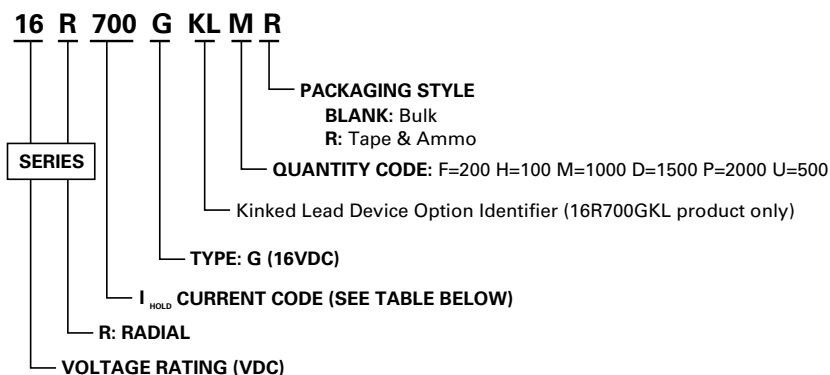 16 R 700 G KL M R
PACKAGING STYLE
BLANK: Bulk
R: Tape & Ammo
SERIES
QUANTITY CODE: F=200 H=100 M=1000 D=1500 P=2000 U=500
Kinked Lead Device Option Identifier (16R700GKL product only)
TYPE: G (16VDC)
I HOLD CURRENT CODE (SEE TABLE BELOW)
R: RADIAL
VOLTAGE RATING (VDC)